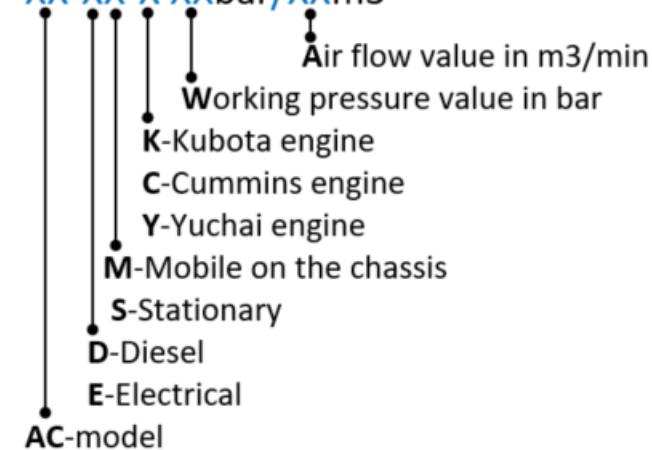 Air flow value in m3/min
Working pressure value in bar
K-Kubota engine
C-Cummins engine
Y-Yuchai engine
M-Mobile on the chassis
S-Stationary
D-Diesel
E-Electrical
AC-model